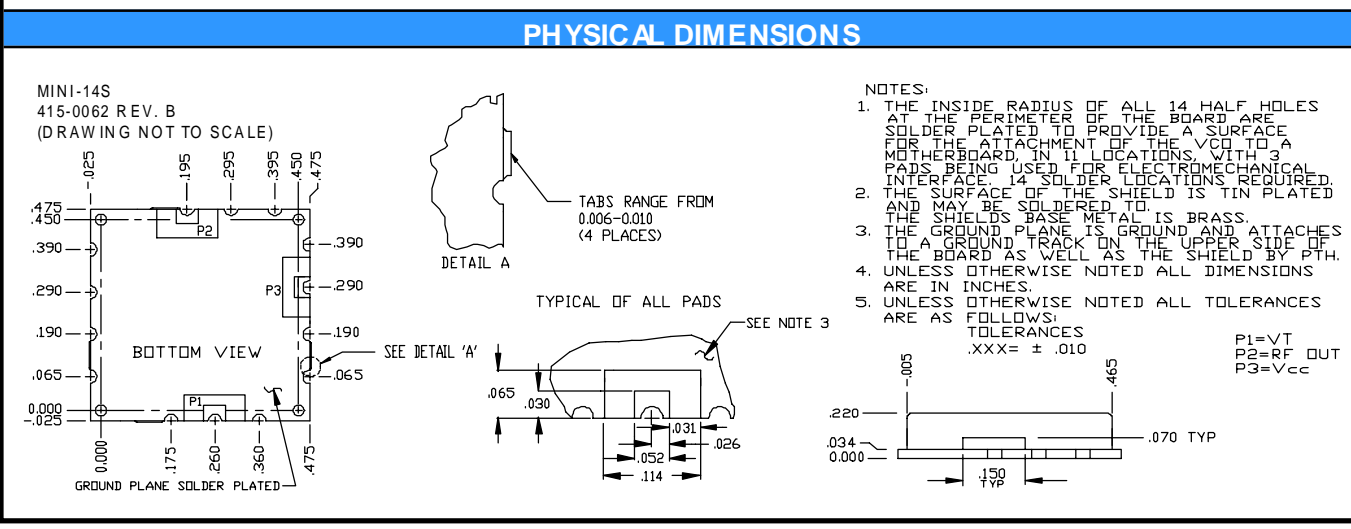 PHYSICAL DIMENSIONS
MINI-14S
415-0062 REV. B
(DRAWING NOT TO SCALE)
-.025
.195
.295
.395
.450
.475
.475
.450
.390
.290
.190
.065
0.000
-.025
P2
P3
P1
BOTTOM VIEW
.390
.290
.190
.065
SEE DETAIL 'A'
0.000
.175
.260
.360
.475
GROUND PLANE SOLDER PLATED
TABS RANGE FROM
0.006-0.010
(4 PLACES)
DETAIL A
TYPICAL OF ALL PADS
SEE NOTE 3
.065
.030
.031
.026
.052
.114
NOTES:
1. THE INSIDE RADIUS OF ALL 14 HALF HOLES
AT THE PERIMETER OF THE BOARD ARE
SOLDER PLATED TO PROVIDE A SURFACE
FOR THE ATTACHMENT OF THE VCO TO A
MOTHERBOARD, IN 11 LOCATIONS, WITH 3
PADS BEING USED FOR ELECTROMECHANICAL
INTERFACE. 14 SOLDER LOCATIONS REQUIRED.
2. THE SURFACE OF THE SHIELD IS TIN PLATED
AND MAY BE SOLDERED TO.
THE SHIELDS BASE METAL IS BRASS.
3. THE GROUND PLANE IS GROUND AND ATTACHES
TO A GROUND TRACK ON THE UPPER SIDE OF
THE BOARD AS WELL AS THE SHIELD BY PTH.
4. UNLESS OTHERWISE NOTED ALL DIMENSIONS
ARE IN INCHES.
5. UNLESS OTHERWISE NOTED ALL TOLERANCES
ARE AS FOLLOWS:
TOLERANCES
.XXX= ± .010
P1=VT
P2=RF OUT
P3=Vcc
-.005
.465
.220
.034
0.000
.070 TYP
.150
TYP